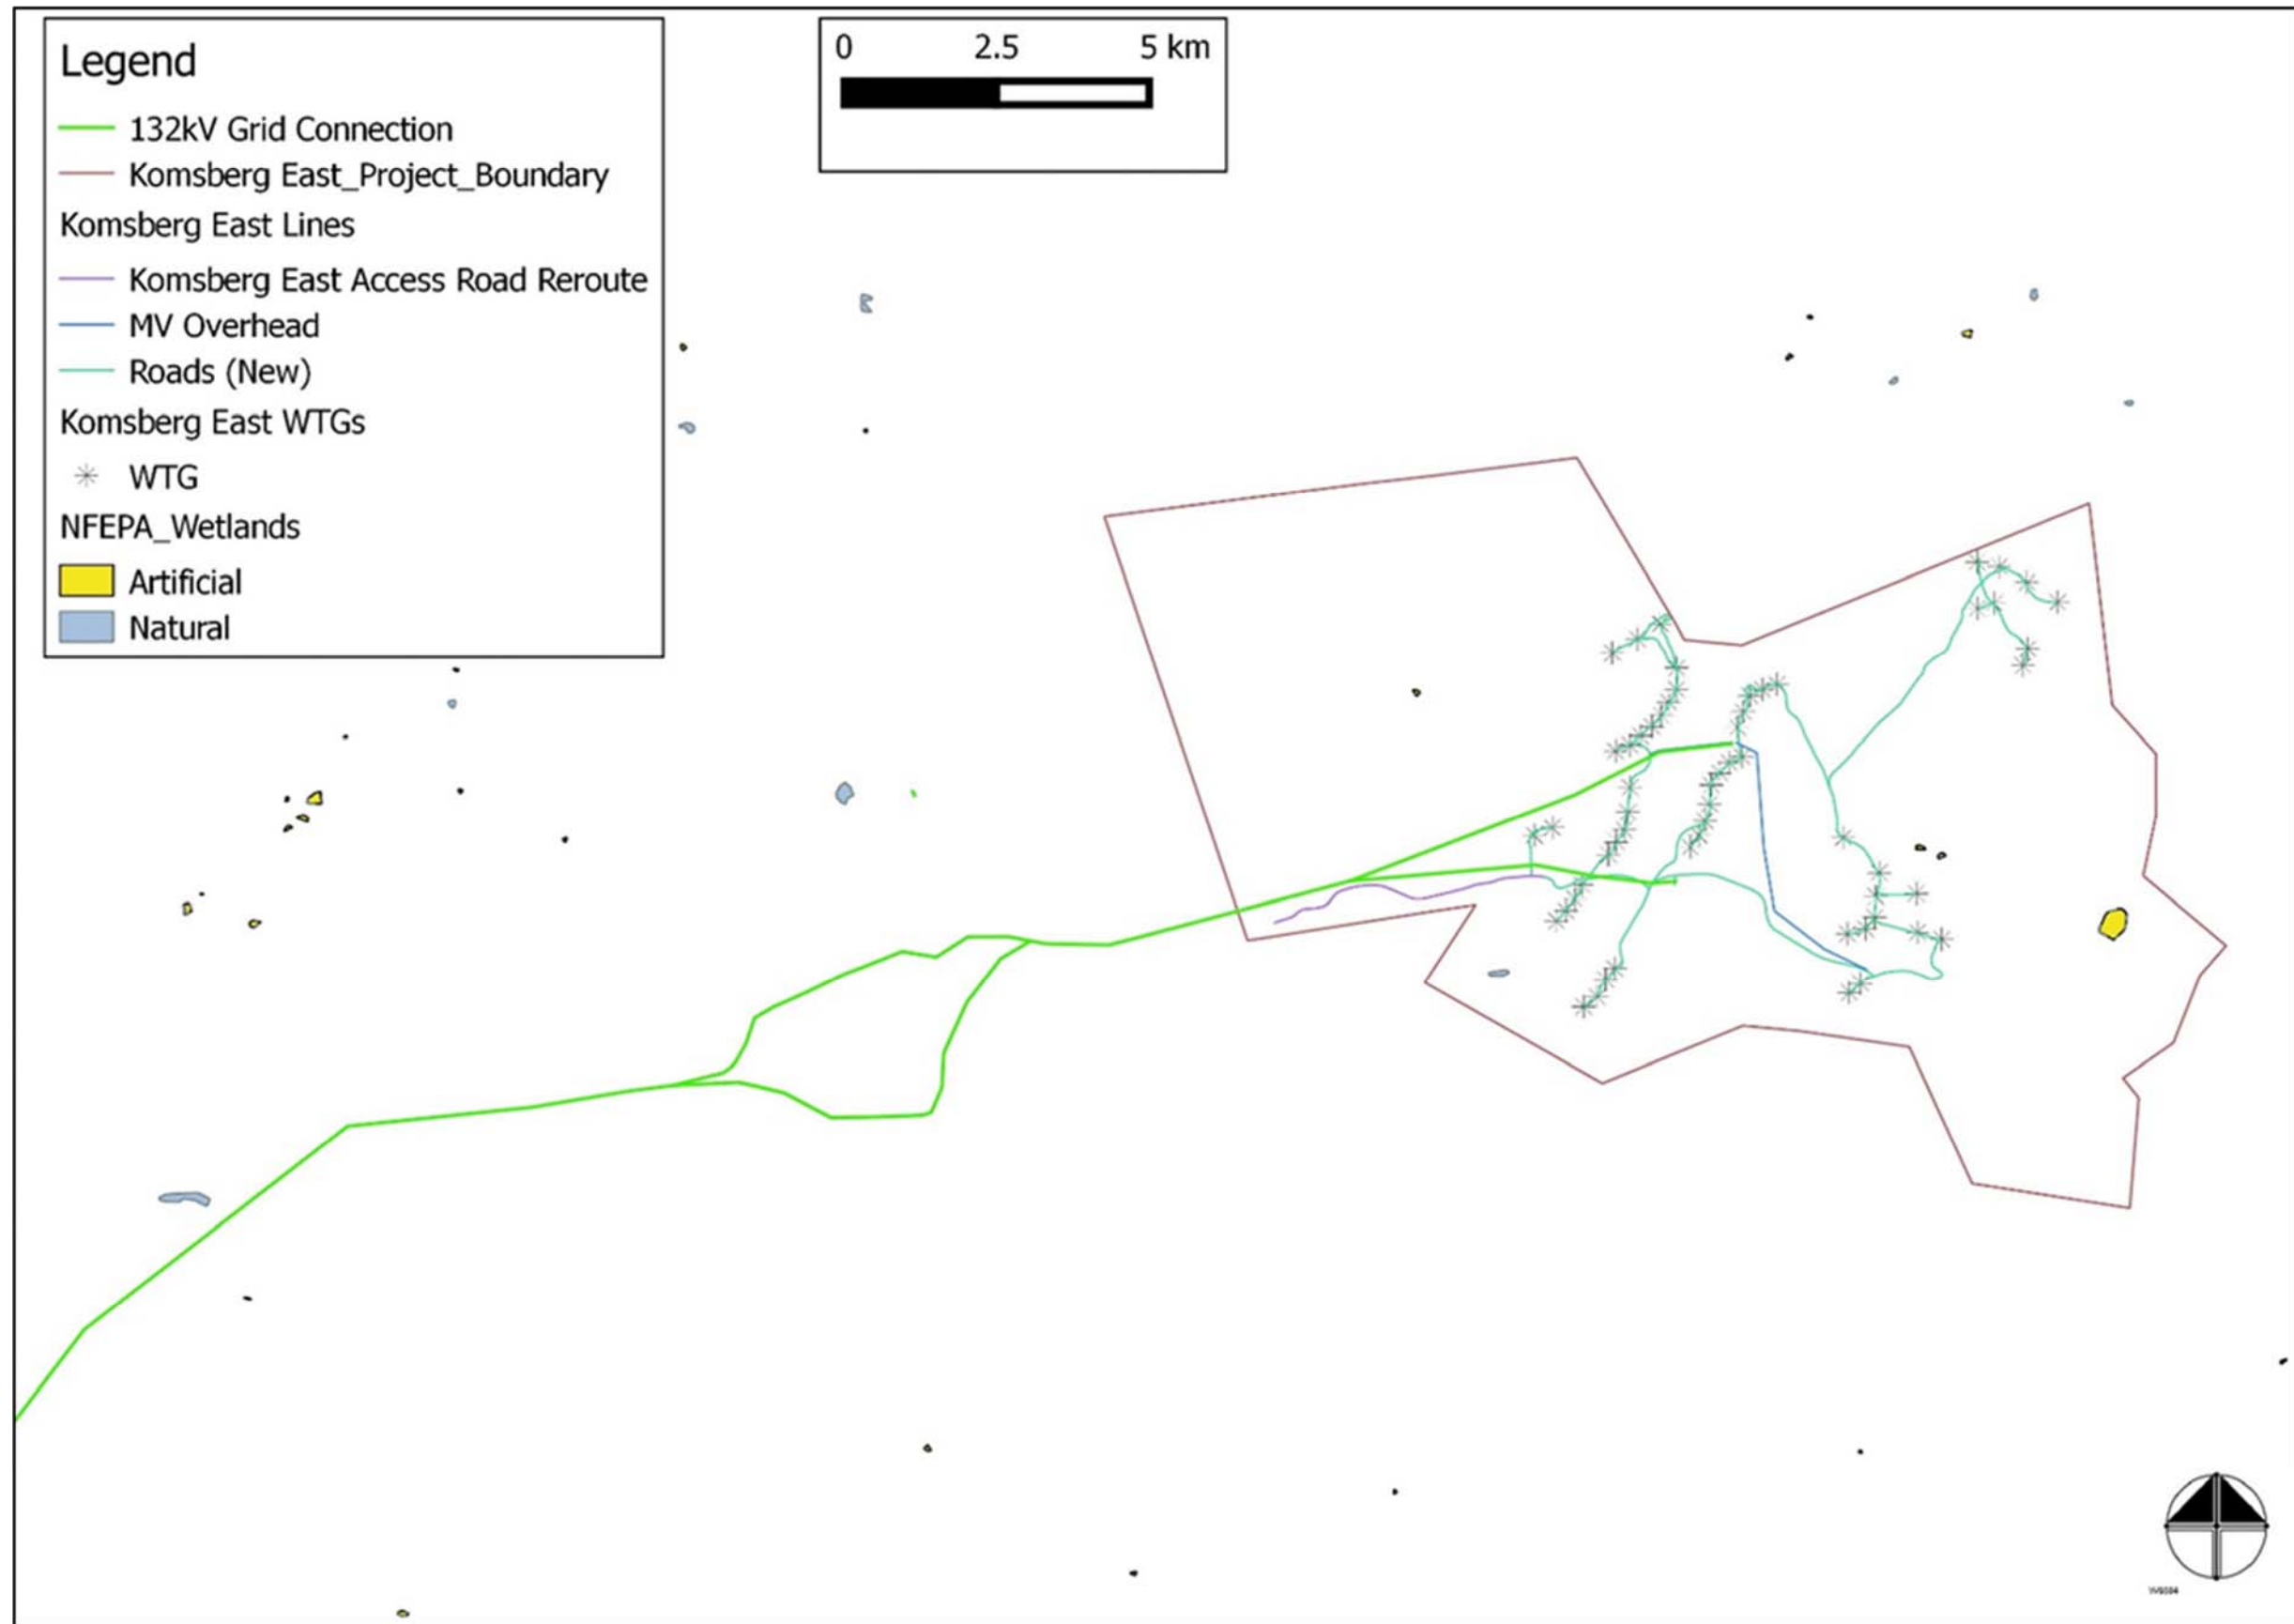 Legend
132kV Grid Connection
Komsberg East_Project_Boundary
Komsberg East Lines
Komsberg East Access Road Reroute
MV Overhead
Roads (New)
Komsberg East WTGs
WTG
NFEPA_Wetlands
Artificial
Natural
0 2.5 5 km